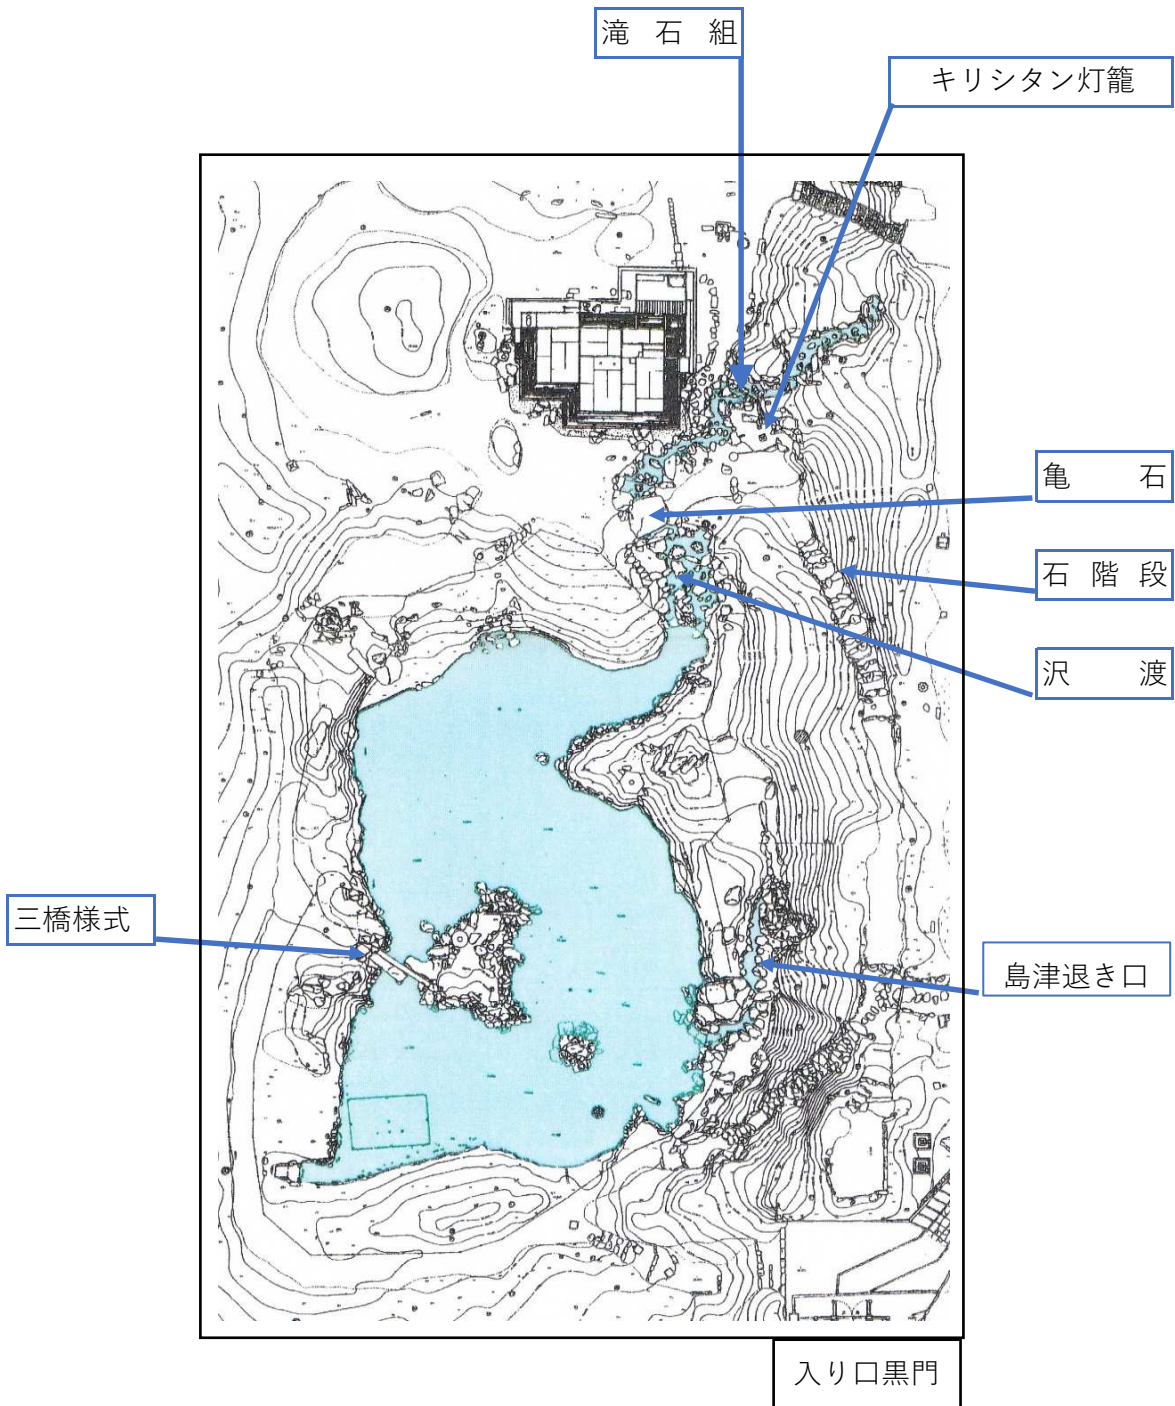 滝 石 組
キリシタン灯籠
亀 石
石 階 段
沢 渡
三橋様式
島津退き口
入り口黒門